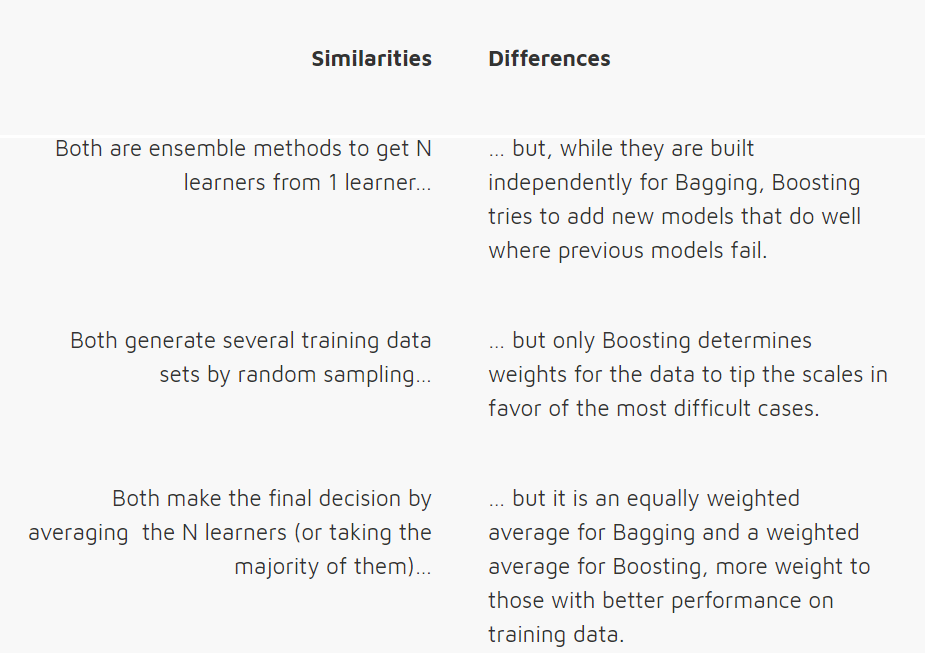 Similarities
Differences
Both are ensemble methods to get N
learners from 1 learner…
… but, while they are built
independently for Bagging, Boosting
tries to add new models that do well
where previous models fail.
Both generate several training data
sets by random sampling…
… but only Boosting determines
weights for the data to tip the scales in
favor of the most difficult cases.
Both make the final decision by
averaging  the N learners (or taking the
majority of them)…
… but it is an equally weighted
average for Bagging and a weighted
average for Boosting, more weight to
those with better performance on
training data.